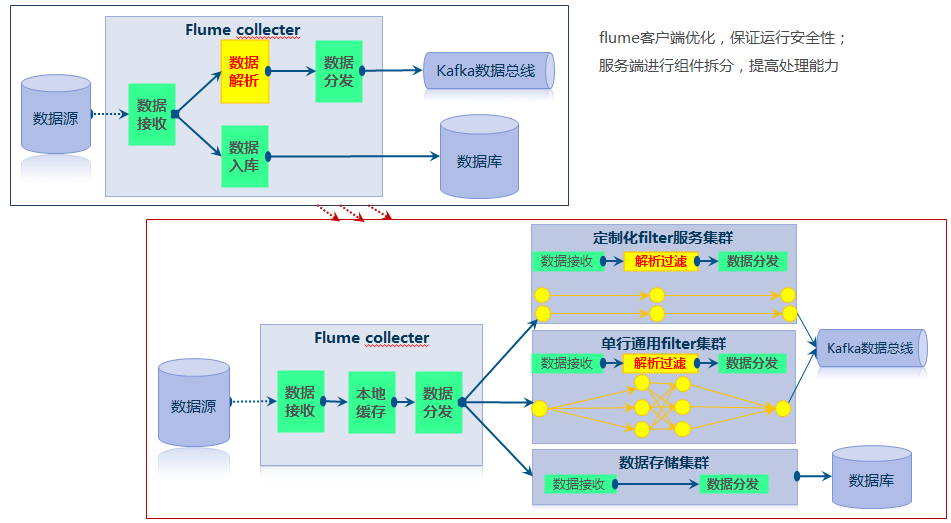 Flume collecter
flume客户端优化，保证运行安全性；
服务端进行组件拆分，提高处理能力
数据源
数据
接收
数据
解析
数据
分发
Kafka数据总线
数据
入库
数据库
定制化filter服务集群
数据接收
解析过滤
数据分发
Flume collecter
数据源
数据
接收
本地
缓存
数据
分发
单行通用filter集群
数据接收
解析过滤
数据分发
Kafka数据总线
数据存储集群
数据接收
数据分发
数据库